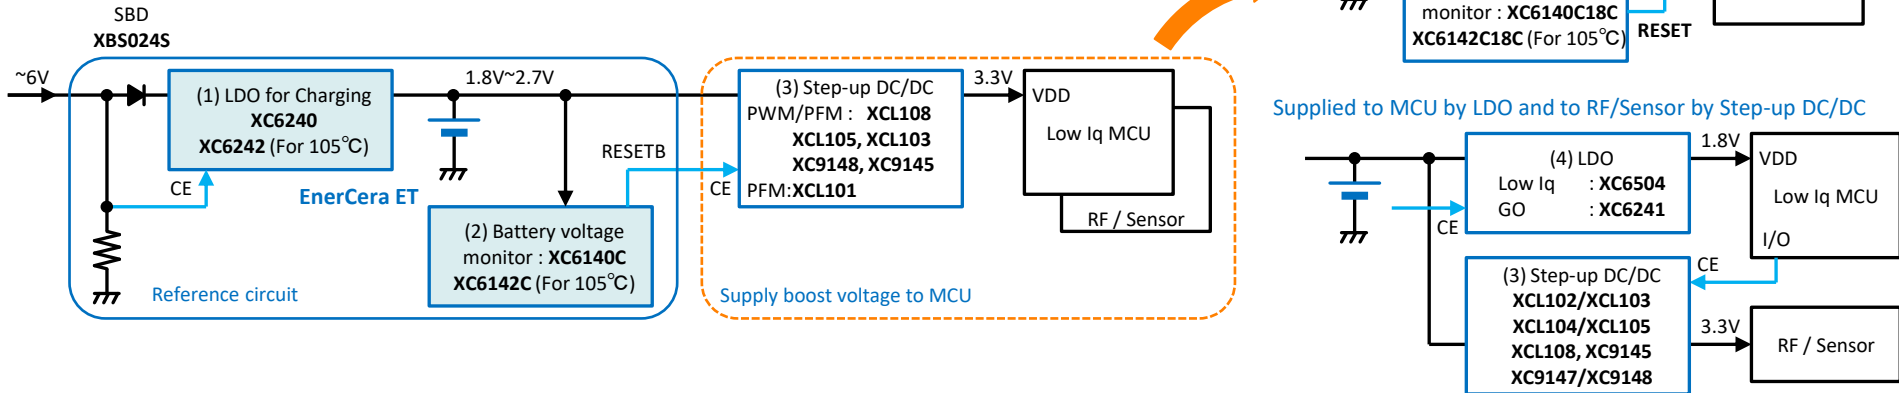 SBD
XBS024S
~6V
(1) LDO for Charging
XC6240
XC6242 (For 105℃)
CE
EnerCera ET
1.8V~2.7V
(2) Battery voltage
monitor : XC6140C
XC6142C (For 105℃)
RESETB
CE
Reference circuit
(3) Step-up DC/DC
PWM/PFM : XCL108
XCL105, XCL103
XC9148, XC9145
PFM:XCL101
3.3V
VDD
Low Iq MCU
RF / Sensor
Supply boost voltage to MCU
monitor : XC6140C18C
XC6142C18C (For 105℃)
RESET
Supplied to MCU by LDO and to RF/Sensor by Step-up DC/DC
(4) LDO
Low Iq : XC6504
GO : XC6241
CE
1.8V
VDD
Low Iq MCU
I/O
CE
(3) Step-up DC/DC
XCL102/XCL103
XCL104/XCL105
XCL108, XC9145
XC9147/XC9148
3.3V
RF / Sensor